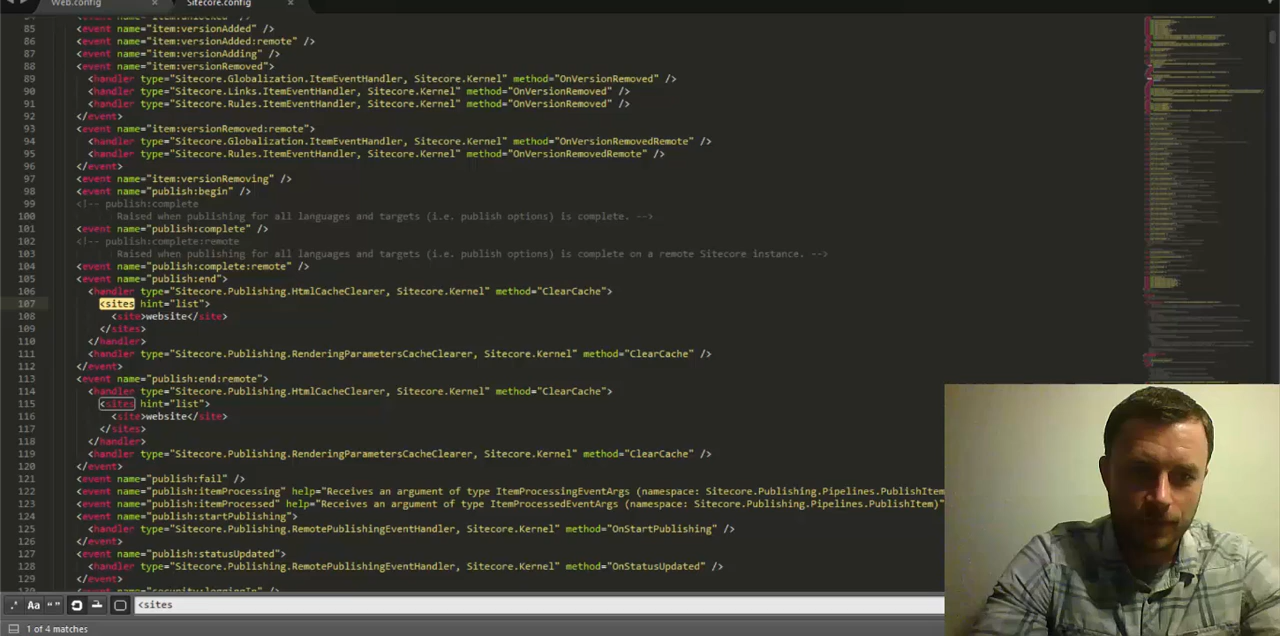 Web.config × Sitecore.config ×
84 <event name="item:unlocked" />
85 <event name="item:versionAdded" />
86 <event name="item:versionAdded:remote" />
87 <event name="item:versionAdding" />
88 <event name="item:versionRemoved">
89 <handler type="Sitecore.Globalization.ItemEventHandler, Sitecore.Kernel" method="OnVersionRemoved" />
90 <handler type="Sitecore.Links.ItemEventHandler, Sitecore.Kernel" method="OnVersionRemoved" />
91 <handler type="Sitecore.Rules.ItemEventHandler, Sitecore.Kernel" method="OnVersionRemoved" />
92 </event>
93 <event name="item:versionRemoved:remote">
94 <handler type="Sitecore.Globalization.ItemEventHandler, Sitecore.Kernel" method="OnVersionRemovedRemote" />
95 <handler type="Sitecore.Rules.ItemEventHandler, Sitecore.Kernel" method="OnVersionRemovedRemote" />
96 </event>
97 <event name="item:versionRemoving" />
98 <event name="publish:begin" />
99 <!-- publish:complete
100 Raised when publishing for all languages and targets (i.e. publish options) is complete. -->
101 <event name="publish:complete" />
102 <!-- publish:complete:remote
103 Raised when publishing for all languages and targets (i.e. publish options) is complete on a remote Sitecore instance. -->
104 <event name="publish:complete:remote" />
105 <event name="publish:end">
106 <handler type="Sitecore.Publishing.HtmlCacheClearer, Sitecore.Kernel" method="ClearCache">
107 <sites hint="list">
108 <site>website</site>
109 </sites>
110 </handler>
111 <handler type="Sitecore.Publishing.RenderingParametersCacheClearer, Sitecore.Kernel" method="ClearCache" />
112 </event>
113 <event name="publish:end:remote">
114 <handler type="Sitecore.Publishing.HtmlCacheClearer, Sitecore.Kernel" method="ClearCache">
115 <sites hint="list">
116 <site>website</site>
117 </sites>
118 </handler>
119 <handler type="Sitecore.Publishing.RenderingParametersCacheClearer, Sitecore.Kernel" method="ClearCache" />
120 </event>
121 <event name="publish:fail" />
122 <event name="publish:itemProcessing" help="Receives an argument of type ItemProcessingEventArgs (namespace: Sitecore.Publishing.Pipelines.PublishItem
123 <event name="publish:itemProcessed" help="Receives an argument of type ItemProcessedEventArgs (namespace: Sitecore.Publishing.Pipelines.PublishItem)"
124 <event name="publish:startPublishing">
125 <handler type="Sitecore.Publishing.RemotePublishingEventHandler, Sitecore.Kernel" method="OnStartPublishing" />
126 </event>
127 <event name="publish:statusUpdated">
128 <handler type="Sitecore.Publishing.RemotePublishingEventHandler, Sitecore.Kernel" method="OnStatusUpdated" />
129 </event>
130 <event name="security:loggingIn" />
.* Aa “ ” <sites
1 of 4 matches